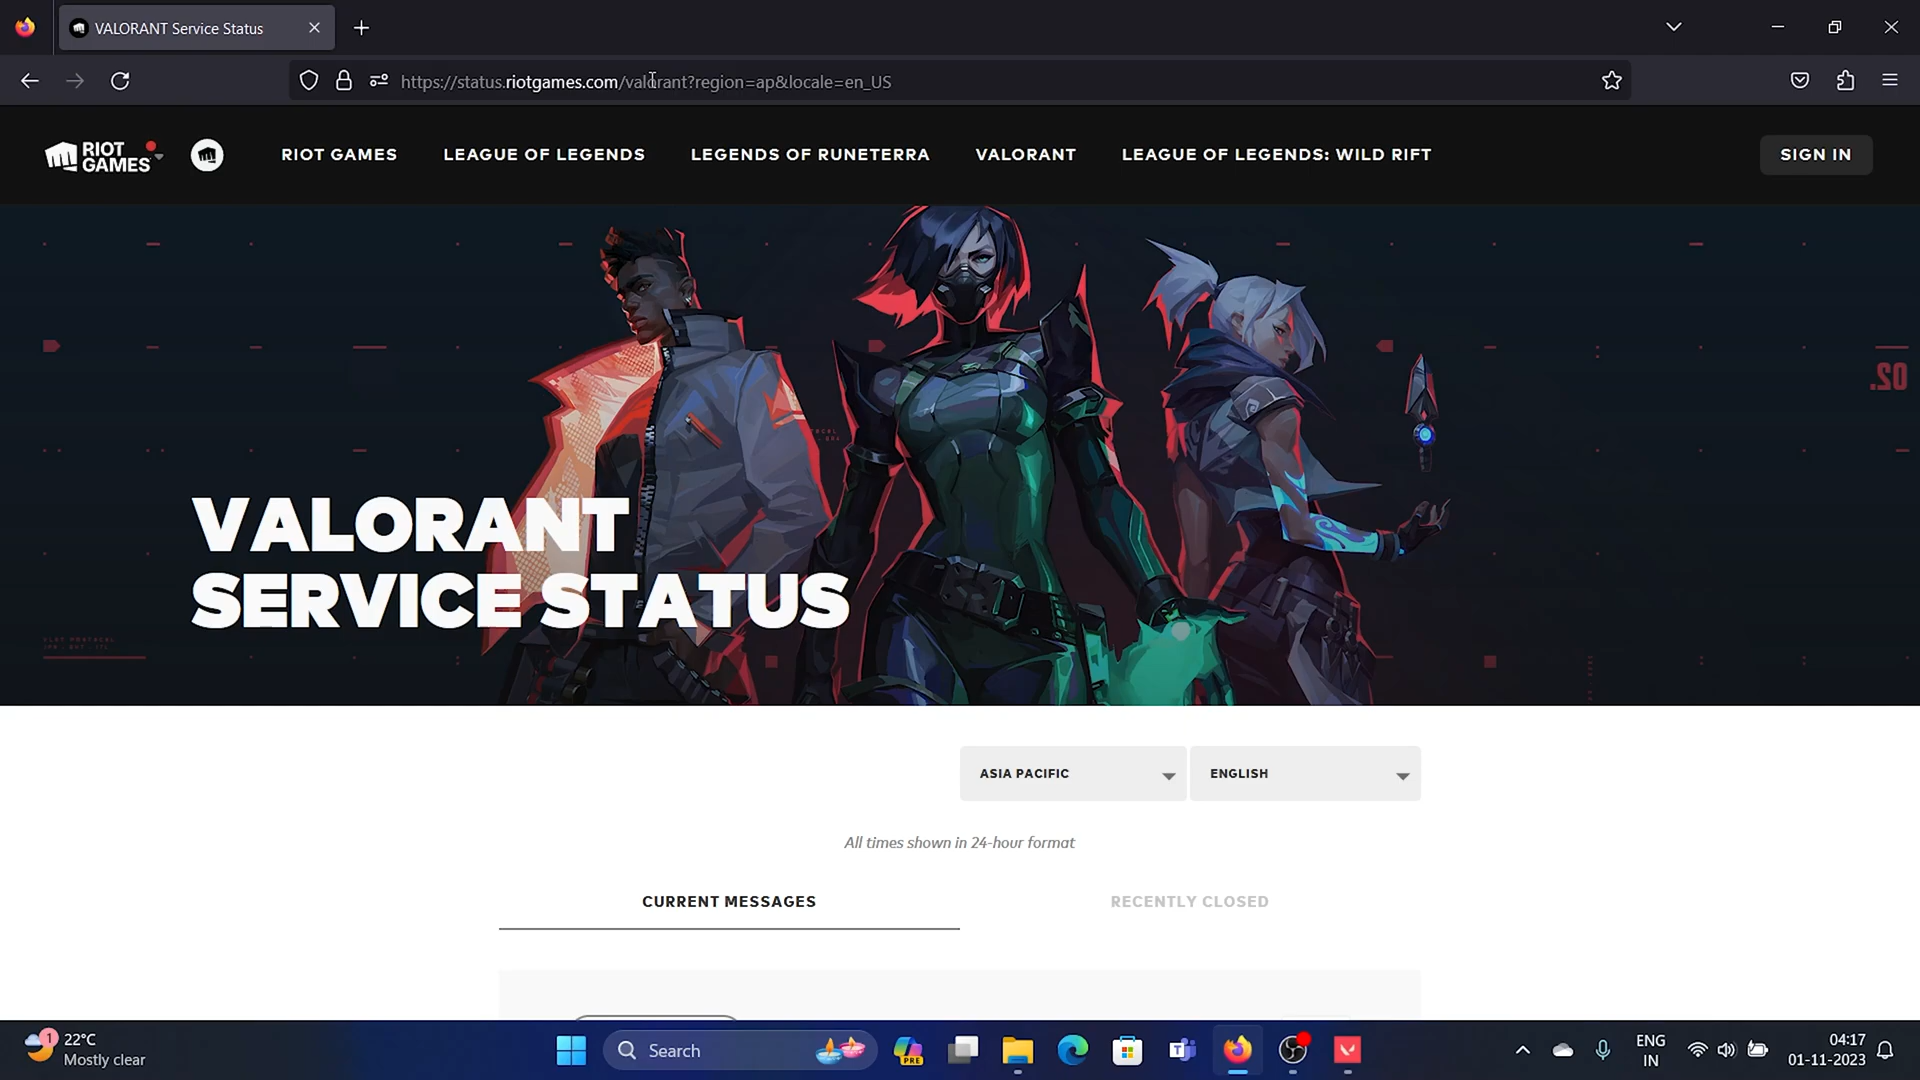 VALORANT Service Status
https://status.riotgames.com/valorant?region=ap&locale=en_US
RIOT GAMES
RIOT GAMES
LEAGUE OF LEGENDS
LEGENDS OF RUNETERRA
VALORANT
LEAGUE OF LEGENDS: WILD RIFT
SIGN IN
02.
VALORANT
SERVICE STATUS
ASIA PACIFIC
ENGLISH
All times shown in 24-hour format
CURRENT MESSAGES
RECENTLY CLOSED
1
22°C
Mostly clear
Search
PRE
ENG
IN
04:17
01-11-2023